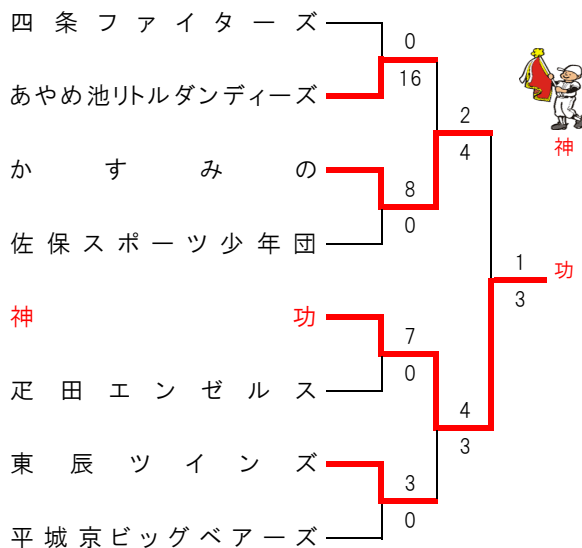 四条ファイターズ
0
16
あやめ池リトルダンディーズ
2
4
神
かすみの
8
0
佐保スポーツ少年団
1
3
功
神功
7
0
疋田エンゼルス
4
3
東辰ツインズ
3
0
平城京ビッグベアーズ